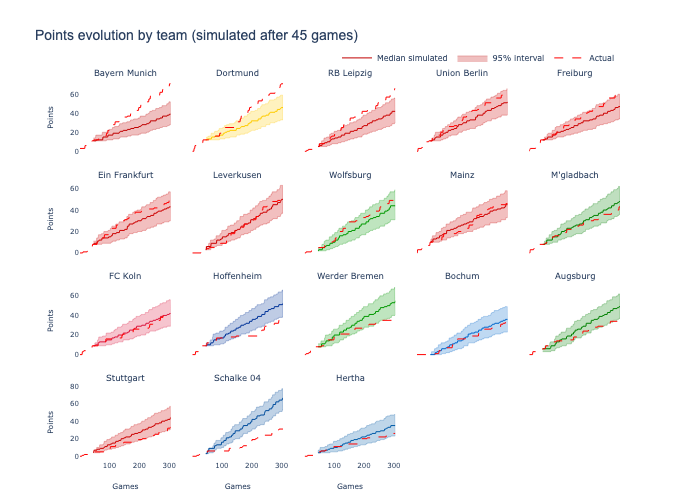 Points evolution by team (simulated after 45 games)
Median simulated 95% interval Actual
Bayern Munich Dortmund RB Leipzig Union Berlin Freiburg
60
40
20
0
Points
Ein Frankfurt Leverkusen Wolfsburg Mainz M'gladbach
60
40
20
0
Points
FC Koln Hoffenheim Werder Bremen Bochum Augsburg
60
40
20
0
Points
Stuttgart Schalke 04 Hertha
80
60
40
20
0
Points
100 200 300 100 200 300 100 200 300
Games Games Games